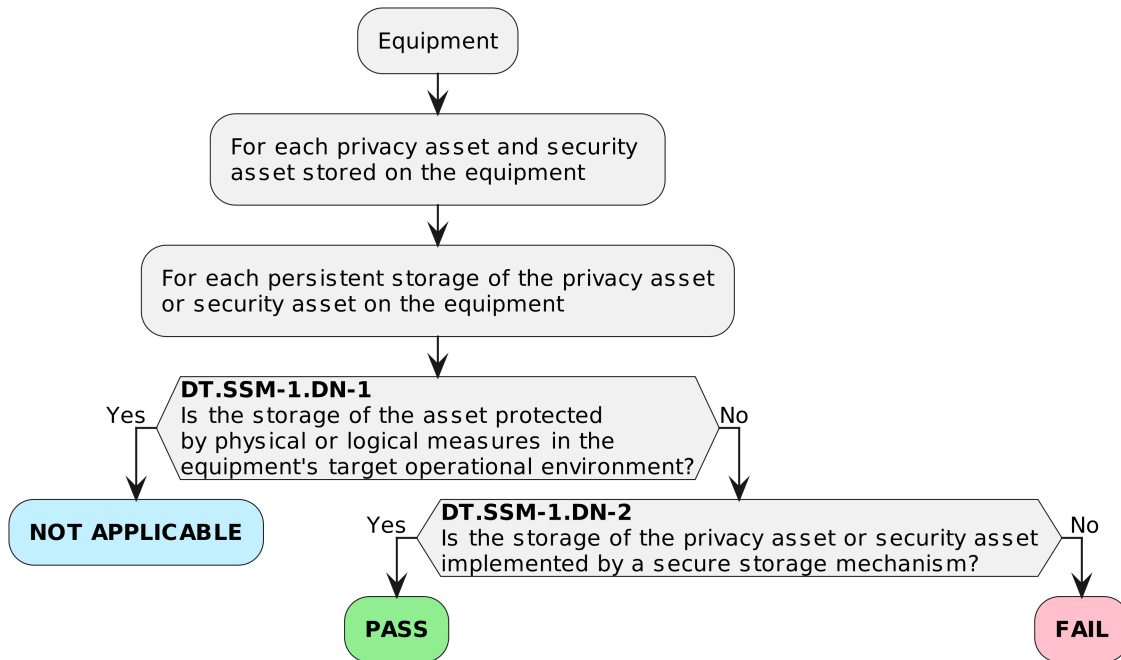 Equipment
For each privacy asset and security
asset stored on the equipment
For each persistent storage of the privacy asset
or security asset on the equipment
DT.SSM-1.DN-1
Is the storage of the asset protected
by physical or logical measures in the
equipment's target operational environment?
Yes
No
NOT APPLICABLE
DT.SSM-1.DN-2
Is the storage of the privacy asset or security asset
implemented by a secure storage mechanism?
Yes
No
PASS
FAIL